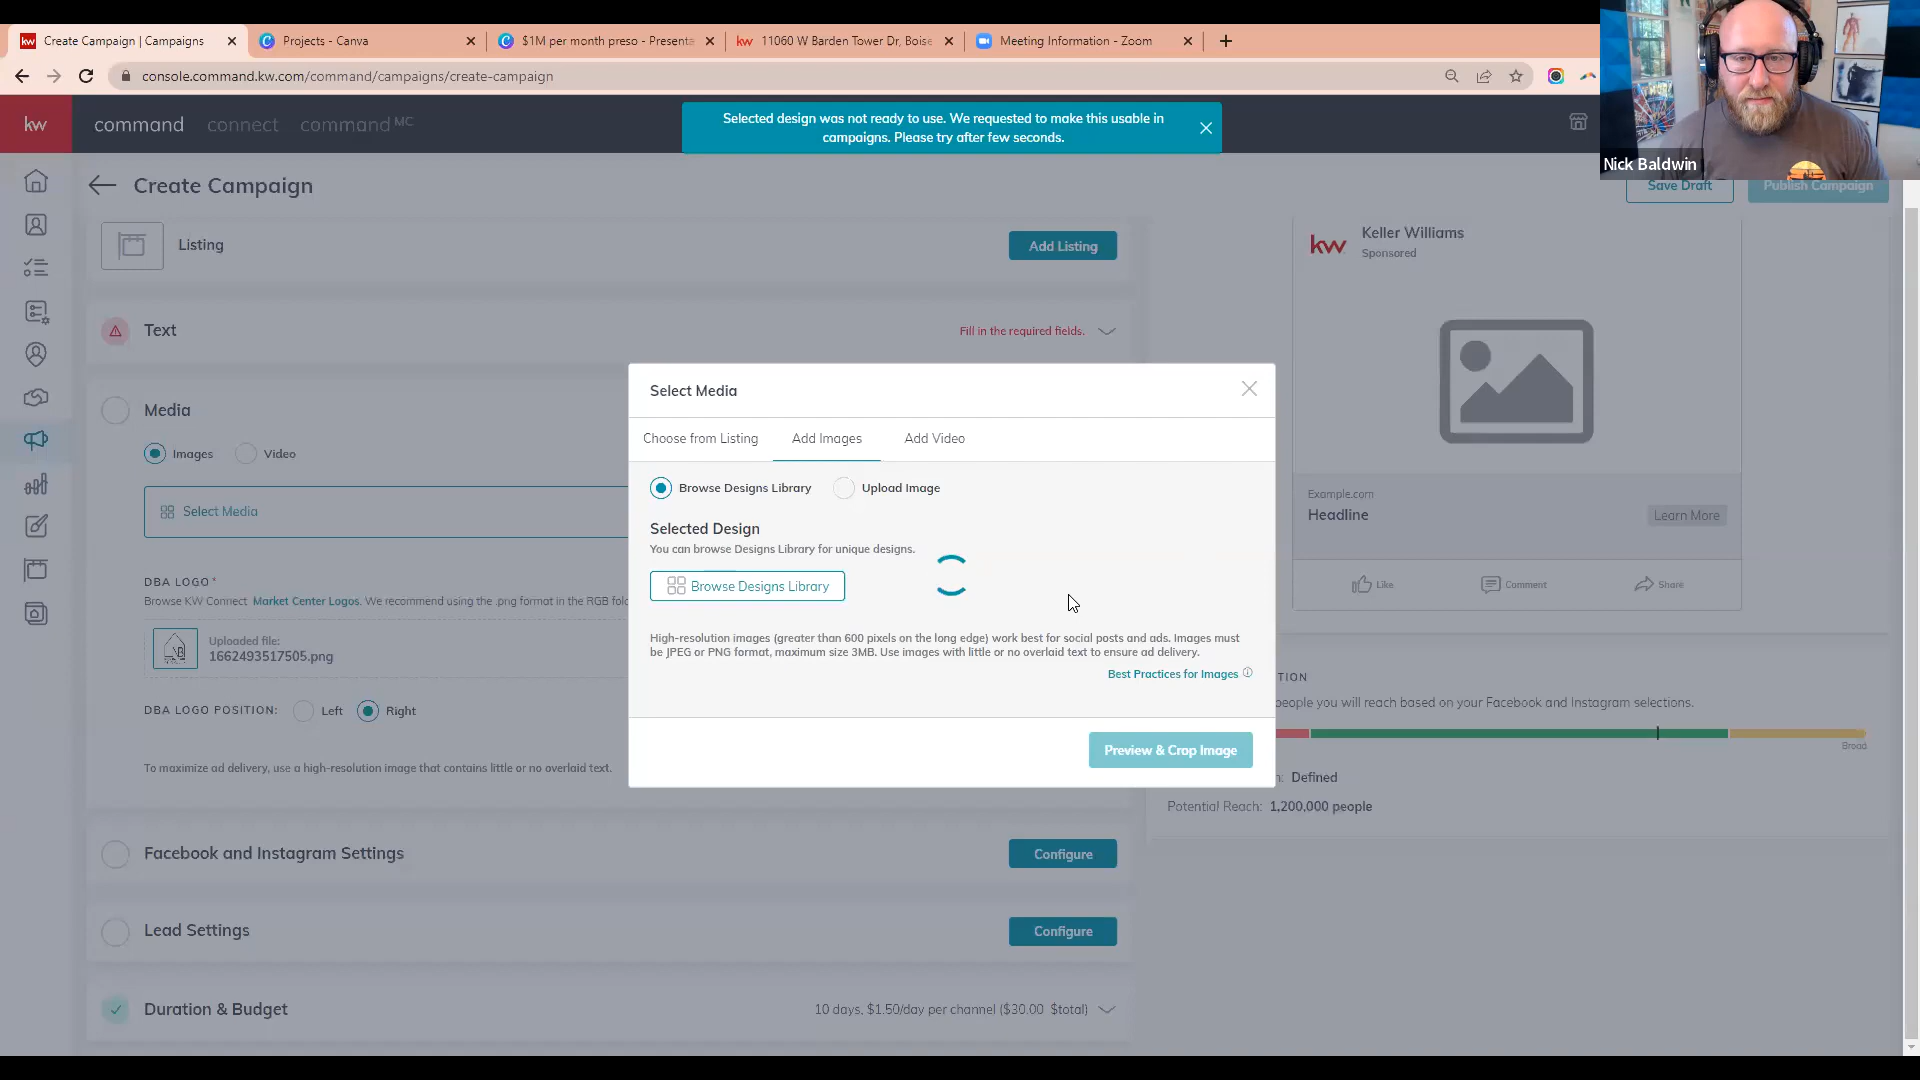 kw Create Campaign | Campaigns
Projects - Canva
$1M per month preso - Presenta
kw 11060 W Barden Tower Dr, Boise
Meeting Information - Zoom
console.command.kw.com/command/campaigns/create-campaign
kw
command
connect
command MC
Selected design was not ready to use. We requested to make this usable in
campaigns. Please try after few seconds.
Nick Baldwin
Create Campaign
Save Draft
Publish Campaign
Listing
Add Listing
Text
Fill in the required fields.
Media
Images
Video
Select Media
DBA LOGO*
Browse KW Connect Market Center Logos. We recommend using the .png format in the RGB fol
Uploaded file:
1662493517505.png
DBA LOGO POSITION:
Left
Right
To maximize ad delivery, use a high-resolution image that contains little or no overlaid text.
Facebook and Instagram Settings
Configure
Lead Settings
Configure
Duration & Budget
10 days, $1.50/day per channel ($30.00 $total)
Select Media
Choose from Listing
Add Images
Add Video
Browse Designs Library
Upload Image
Selected Design
You can browse Designs Library for unique designs.
Browse Designs Library
High-resolution images (greater than 600 pixels on the long edge) work best for social posts and ads. Images must
be JPEG or PNG format, maximum size 3MB. Use images with little or no overlaid text to ensure ad delivery.
Best Practices for Images
Preview & Crop Image
kw
Keller Williams
Sponsored
Example.com
Headline
Learn More
Like
Comment
Share
TION
people you will reach based on your Facebook and Instagram selections.
Broad
n: Defined
Potential Reach: 1,200,000 people